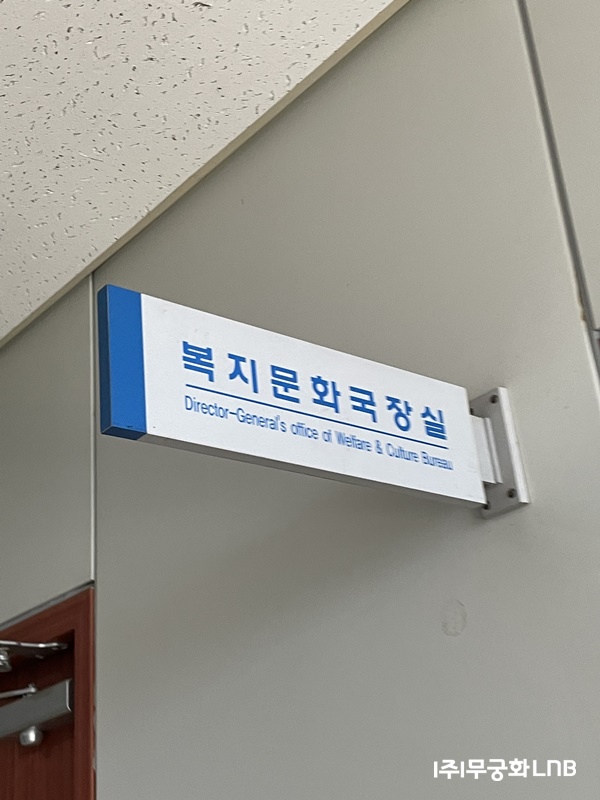 복지문화국장실
Director-General's office of Welfare & Culture Bureau
(주)무궁화LNB